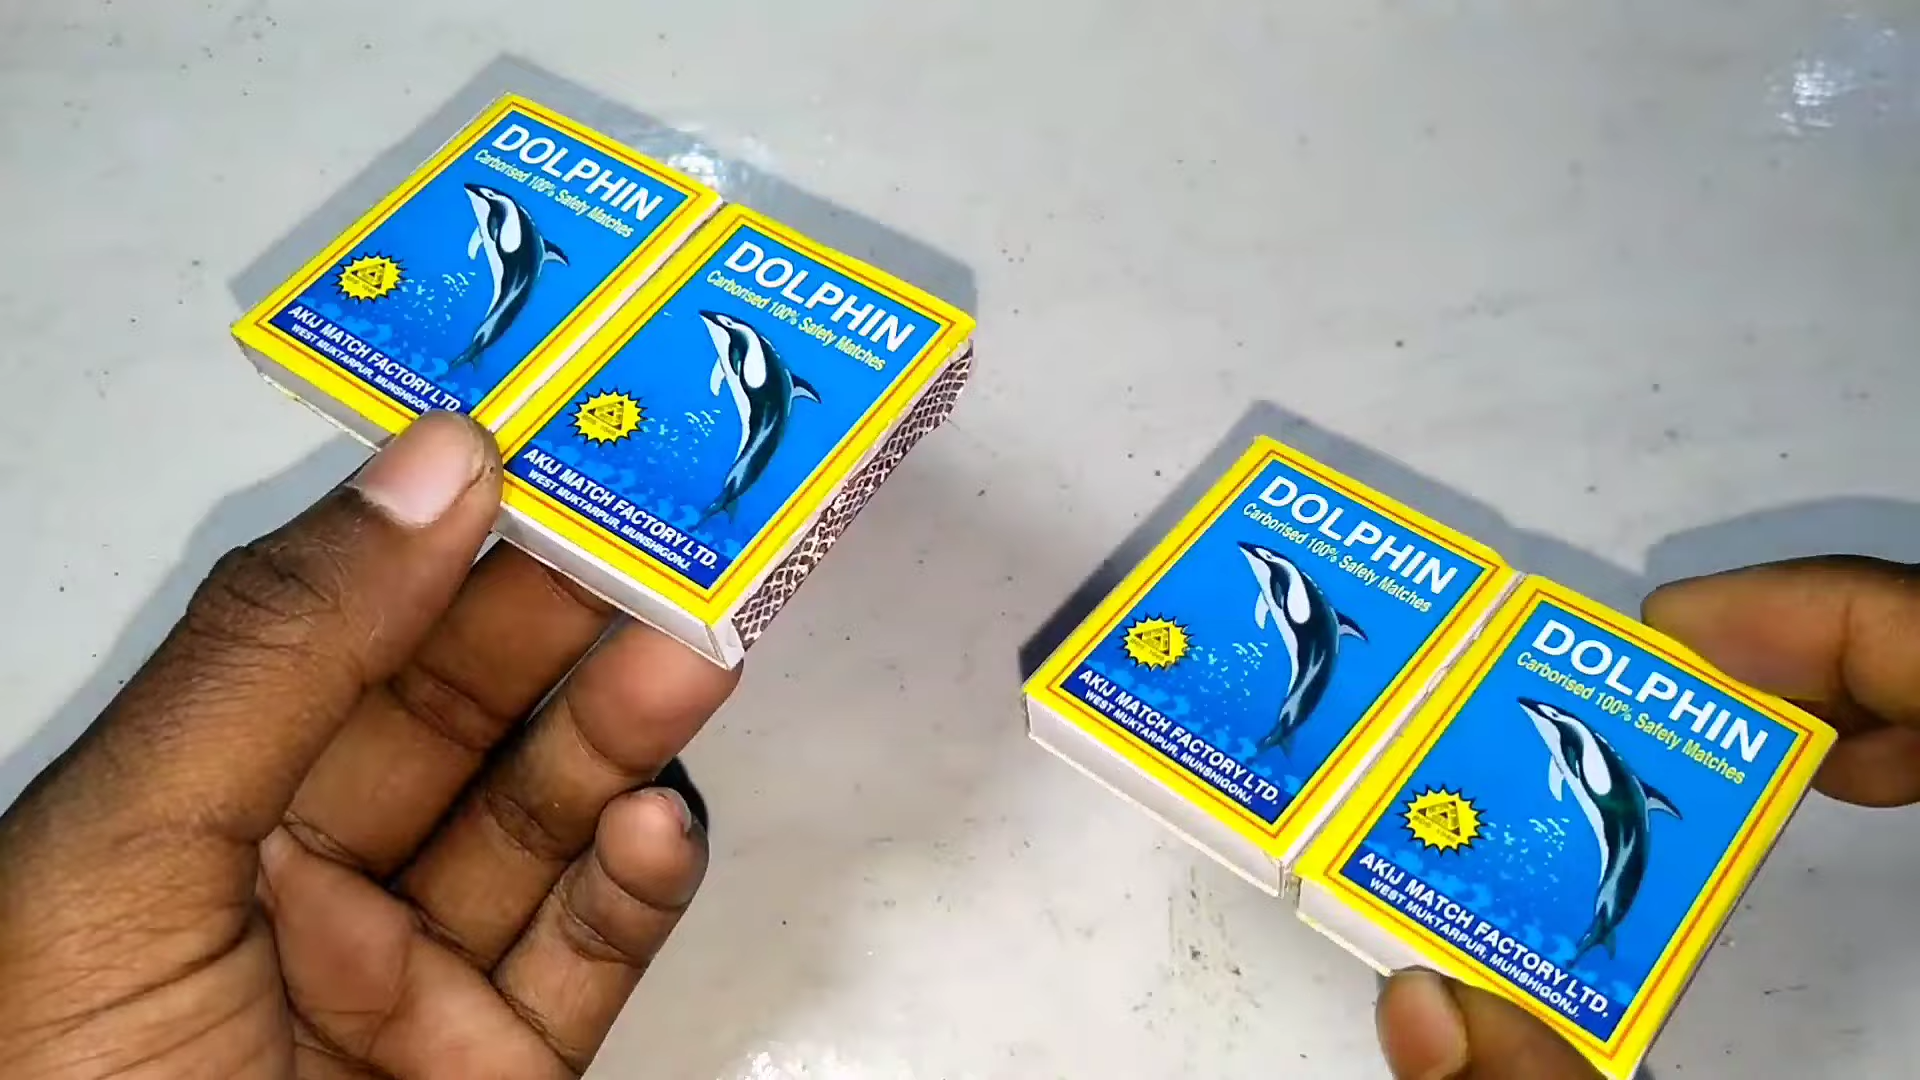 DOLPHIN
Carborised 100% Safety Matches
AKIJ MATCH FACTORY LTD.
WEST MUKTARPUR, MUNSHIGONJ.
DOLPHIN
Carborised 100% Safety Matches
AKIJ MATCH FACTORY LTD.
WEST MUKTARPUR, MUNSHIGONJ.
DOLPHIN
Carborised 100% Safety Matches
AKIJ MATCH FACTORY LTD.
WEST MUKTARPUR, MUNSHIGONJ.
DOLPHIN
Carborised 100% Safety Matches
AKIJ MATCH FACTORY LTD.
WEST MUKTARPUR, MUNSHIGONJ.